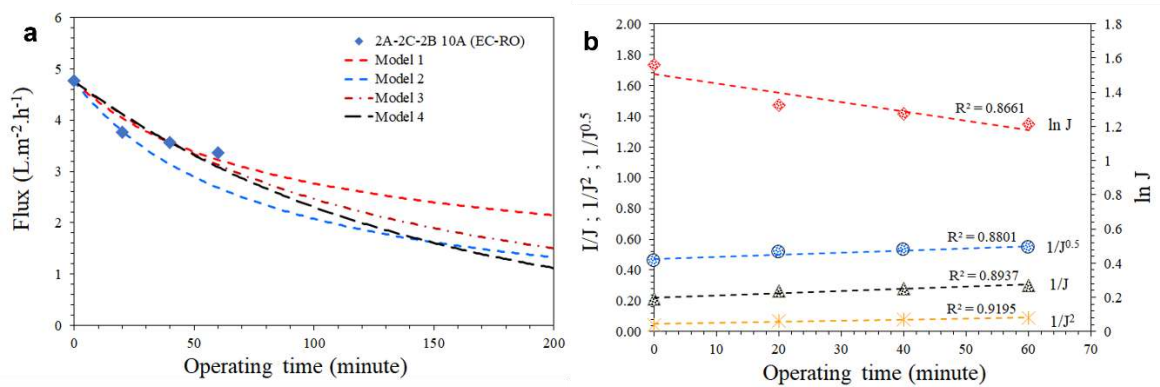 a
Flux (L.m-2.h-1)
6
5
4
3
2
1
0
0
50
100
150
200
Operating time (minute)
2A-2C-2B 10A (EC-RO)
Model 1
Model 2
Model 3
Model 4
b
1/J ; 1/J2 ; 1/J0.5
2.00
1.80
1.60
1.40
1.20
1.00
0.80
0.60
0.40
0.20
0.00
0
10
20
30
40
50
60
70
Operating time (minute)
1.8
1.6
1.4
1.2
1
0.8
0.6
0.4
0.2
0
ln J
R² = 0.8661
ln J
R² = 0.8801
1/J0.5
R² = 0.8937
1/J
R² = 0.9195
1/J2